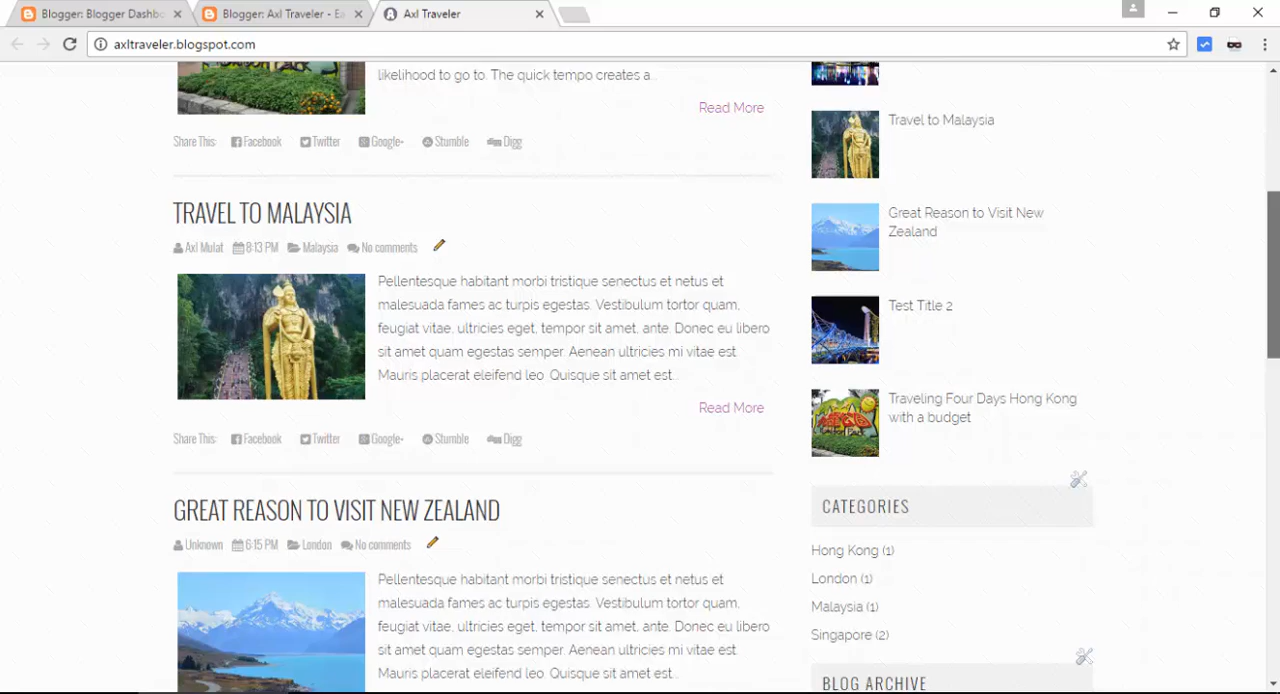 Blogger: Blogger Dashb
Blogger: Axl Traveler - Ea
Axl Traveler
axltraveler.blogspot.com
likelihood to go to. The quick tempo creates a...
Read More
Share This: Facebook Twitter Google+ Stumble Digg
TRAVEL TO MALAYSIA
Axl Mulat 8:13 PM Malaysia No comments
Pellentesque habitant morbi tristique senectus et netus et
malesuada fames ac turpis egestas. Vestibulum tortor quam,
feugiat vitae, ultricies eget, tempor sit amet, ante. Donec eu libero
sit amet quam egestas semper. Aenean ultricies mi vitae est.
Mauris placerat eleifend leo. Quisque sit amet est...
Read More
Share This: Facebook Twitter Google+ Stumble Digg
GREAT REASON TO VISIT NEW ZEALAND
Unknown 6:15 PM London No comments
Pellentesque habitant morbi tristique senectus et netus et
malesuada fames ac turpis egestas. Vestibulum tortor quam,
feugiat vitae, ultricies eget, tempor sit amet, ante. Donec eu libero
sit amet quam egestas semper. Aenean ultricies mi vitae est.
Mauris placerat eleifend leo. Quisque sit amet est...
Travel to Malaysia
Great Reason to Visit New
Zealand
Test Title 2
Traveling Four Days Hong Kong
with a budget
CATEGORIES
Hong Kong (1)
London (1)
Malaysia (1)
Singapore (2)
BLOG ARCHIVE